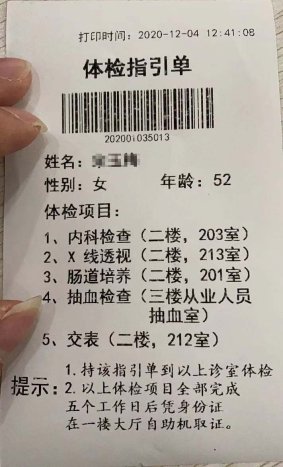 打印时间：2020-12-04 12:41:08
体检指引单
202001035013
姓名：
性别：女 年龄：52
体检项目：
1、内科检查（二楼，203室）
2、X 线透视（二楼，213室）
3、肠道培养（二楼，201室）
4、抽血检查（三楼从业人员
抽血室）
5、交表（二楼，212室）
提示：
1.持该指引单到以上诊室体检
2.以上体检项目全部完成
五个工作日后凭身份证
在一楼大厅自助机取证。